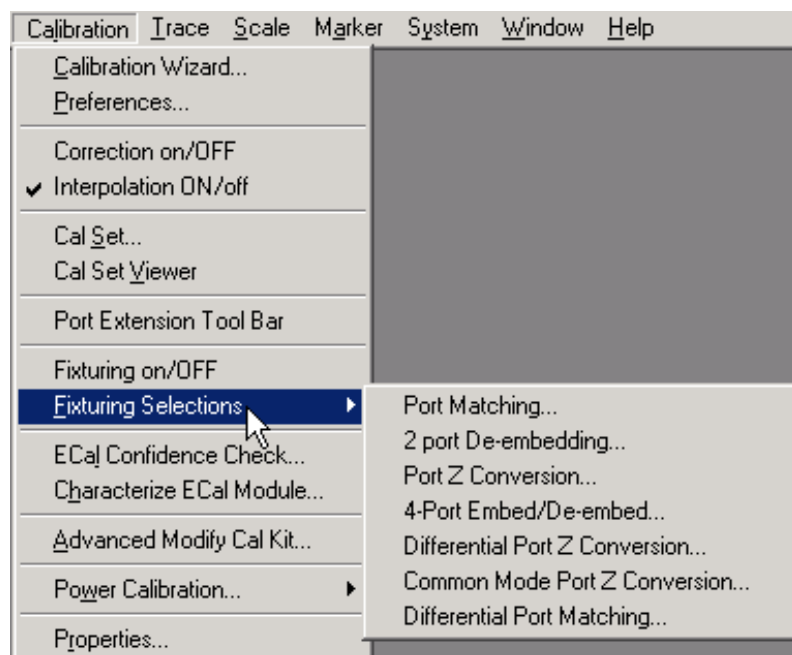 Calibration Trace Scale Marker System Window Help
Calibration Wizard...
Preferences...
Correction on/OFF
Interpolation ON/off
Cal Set...
Cal Set Viewer
Port Extension Tool Bar
Fixturing on/OFF
Fixturing Selections
Port Matching...
2 port De-embedding...
Port Z Conversion...
4-Port Embed/De-embed...
Differential Port Z Conversion...
Common Mode Port Z Conversion...
Differential Port Matching...
ECal Confidence Check...
Characterize ECal Module...
Advanced Modify Cal Kit...
Power Calibration...
Properties...